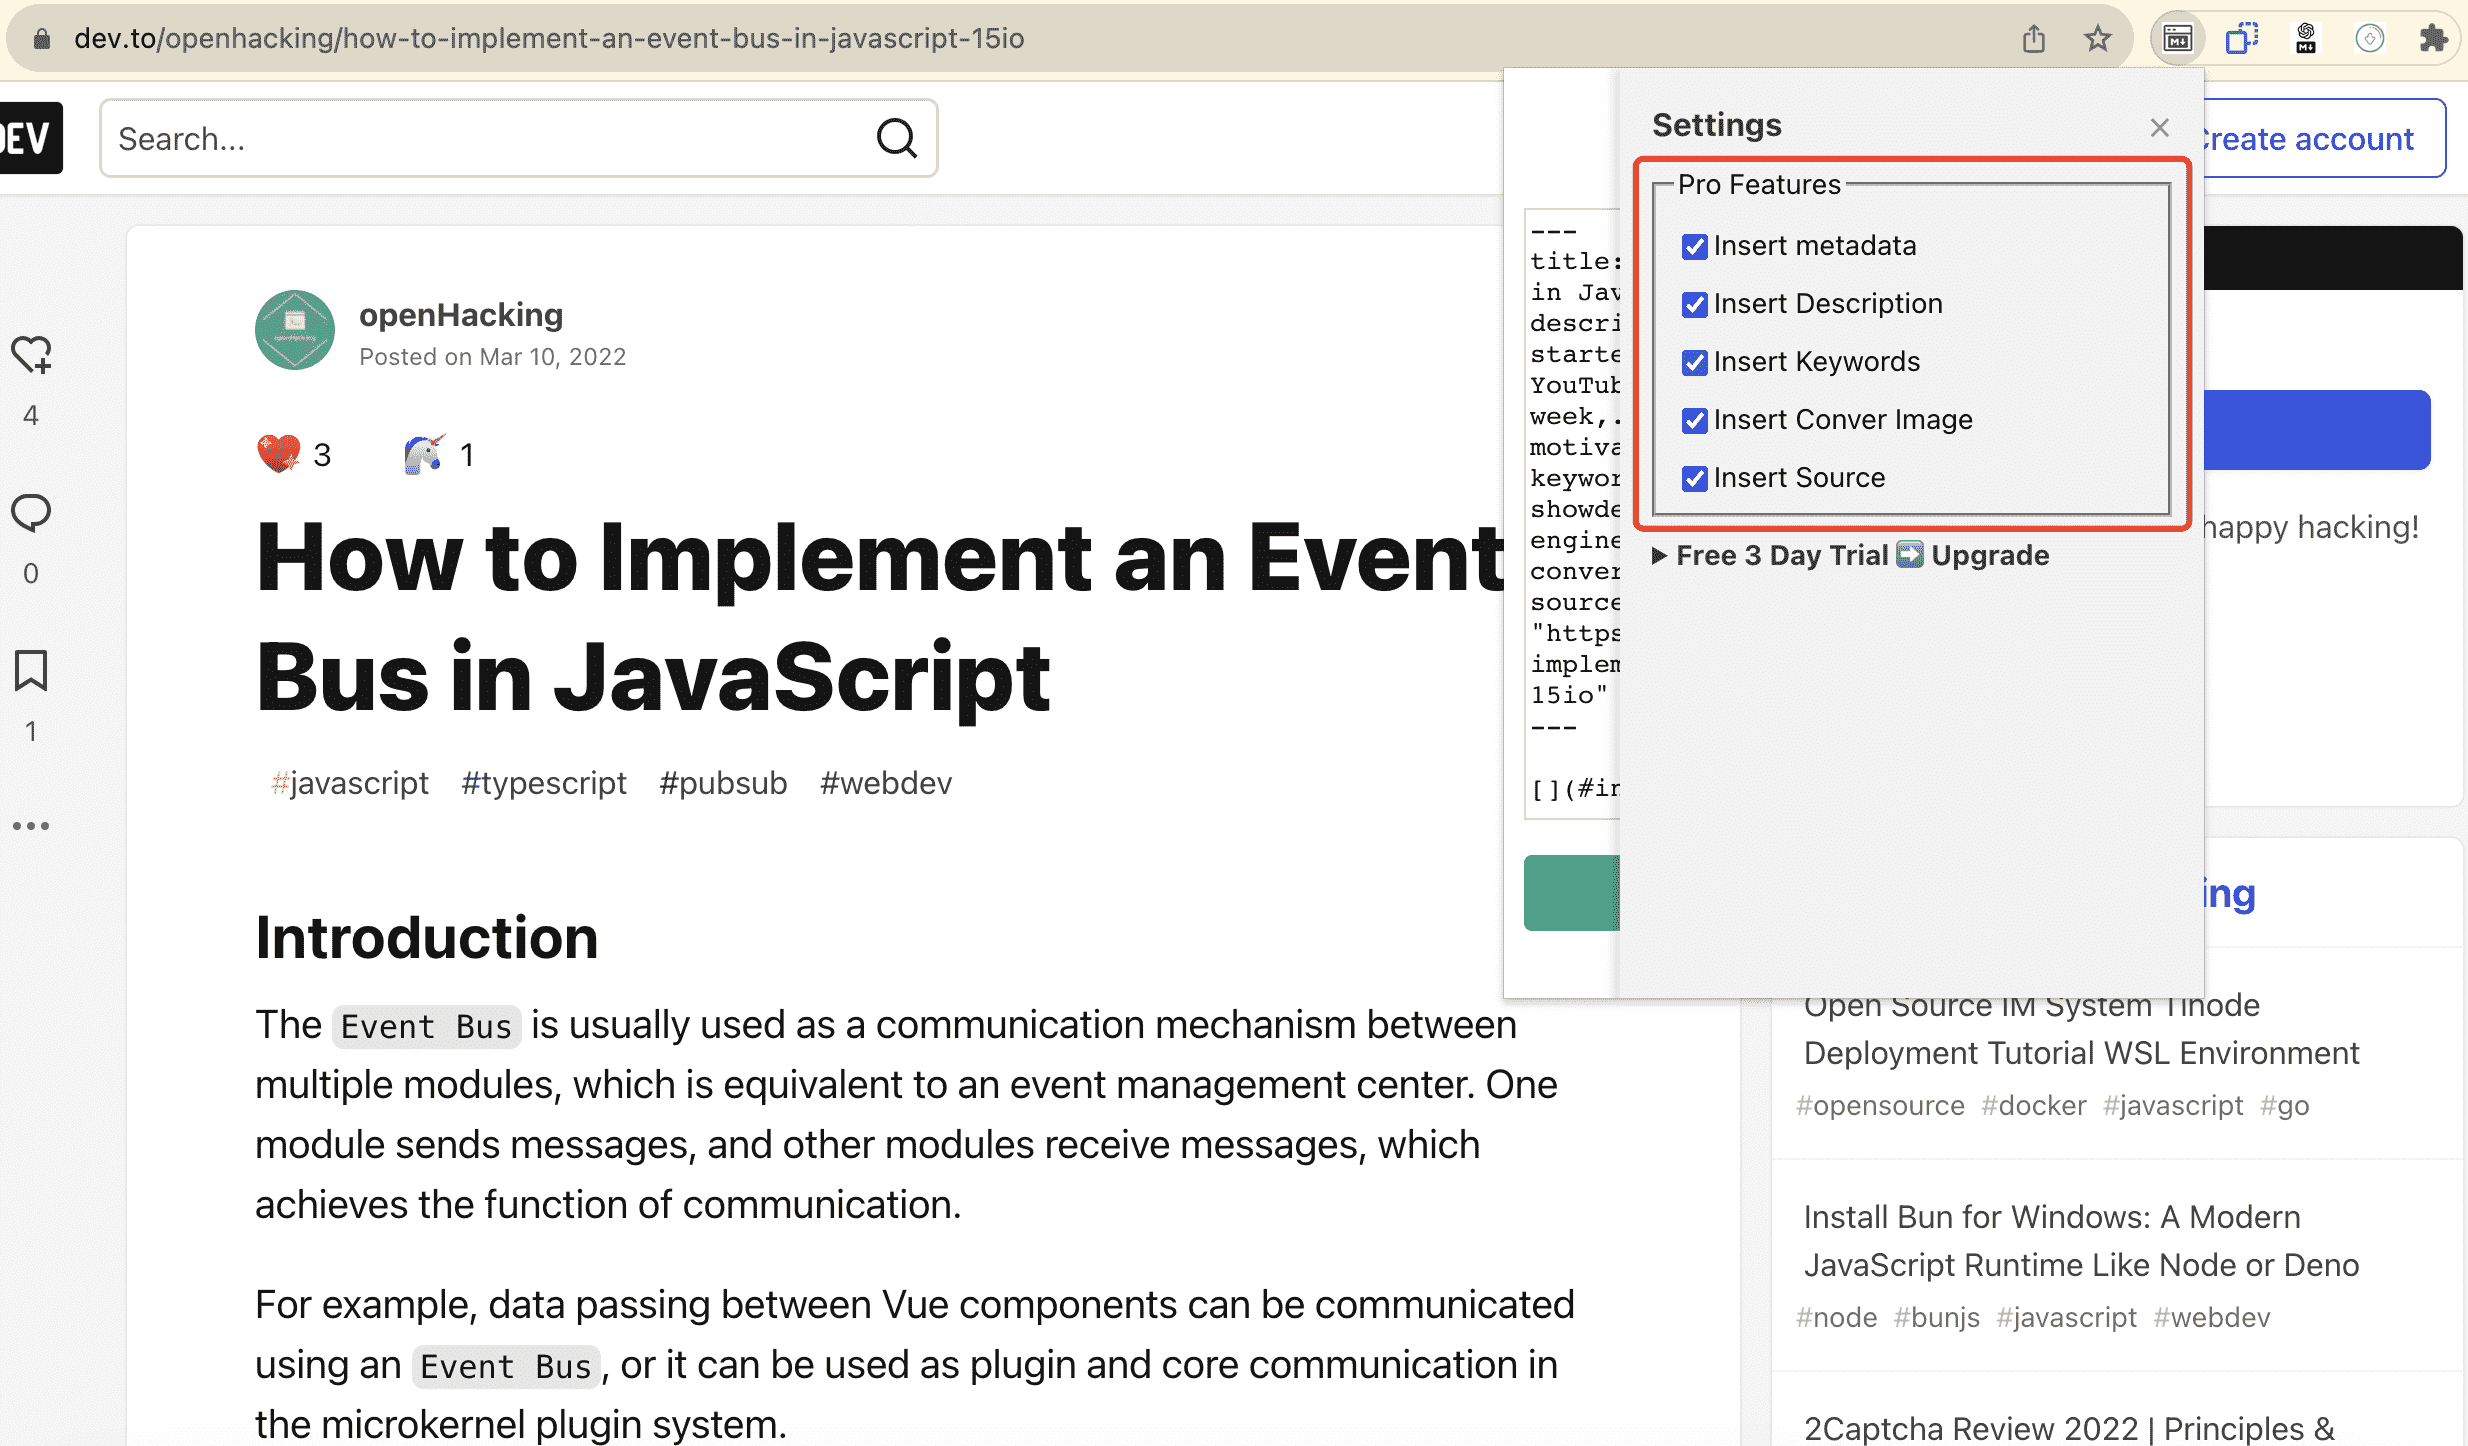 dev.to/openhacking/how-to-implement-an-event-bus-in-javascript-15io
DEV
Search...
Create account
openHacking
Posted on Mar 10, 2022
4
0
1
3
1
How to Implement an Event
Bus in JavaScript
#javascript #typescript #pubsub #webdev
Introduction
The Event Bus is usually used as a communication mechanism between
multiple modules, which is equivalent to an event management center. One
module sends messages, and other modules receive messages, which
achieves the function of communication.
For example, data passing between Vue components can be communicated
using an Event Bus, or it can be used as plugin and core communication in
the microkernel plugin system.
---
title:
in Jav
descri
starte
YouTub
week,.
motiva
keywor
showde
engine
conver
source
"https
implem
15io"
---
[](#in
Settings
×
Pro Features
Insert metadata
Insert Description
Insert Keywords
Insert Conver Image
Insert Source
Free 3 Day Trial ➡️ Upgrade
happy hacking!
ing
Open Source IM System Tinode
Deployment Tutorial WSL Environment
#opensource #docker #javascript #go
Install Bun for Windows: A Modern
JavaScript Runtime Like Node or Deno
#node #bunjs #javascript #webdev
2Captcha Review 2022 | Principles &